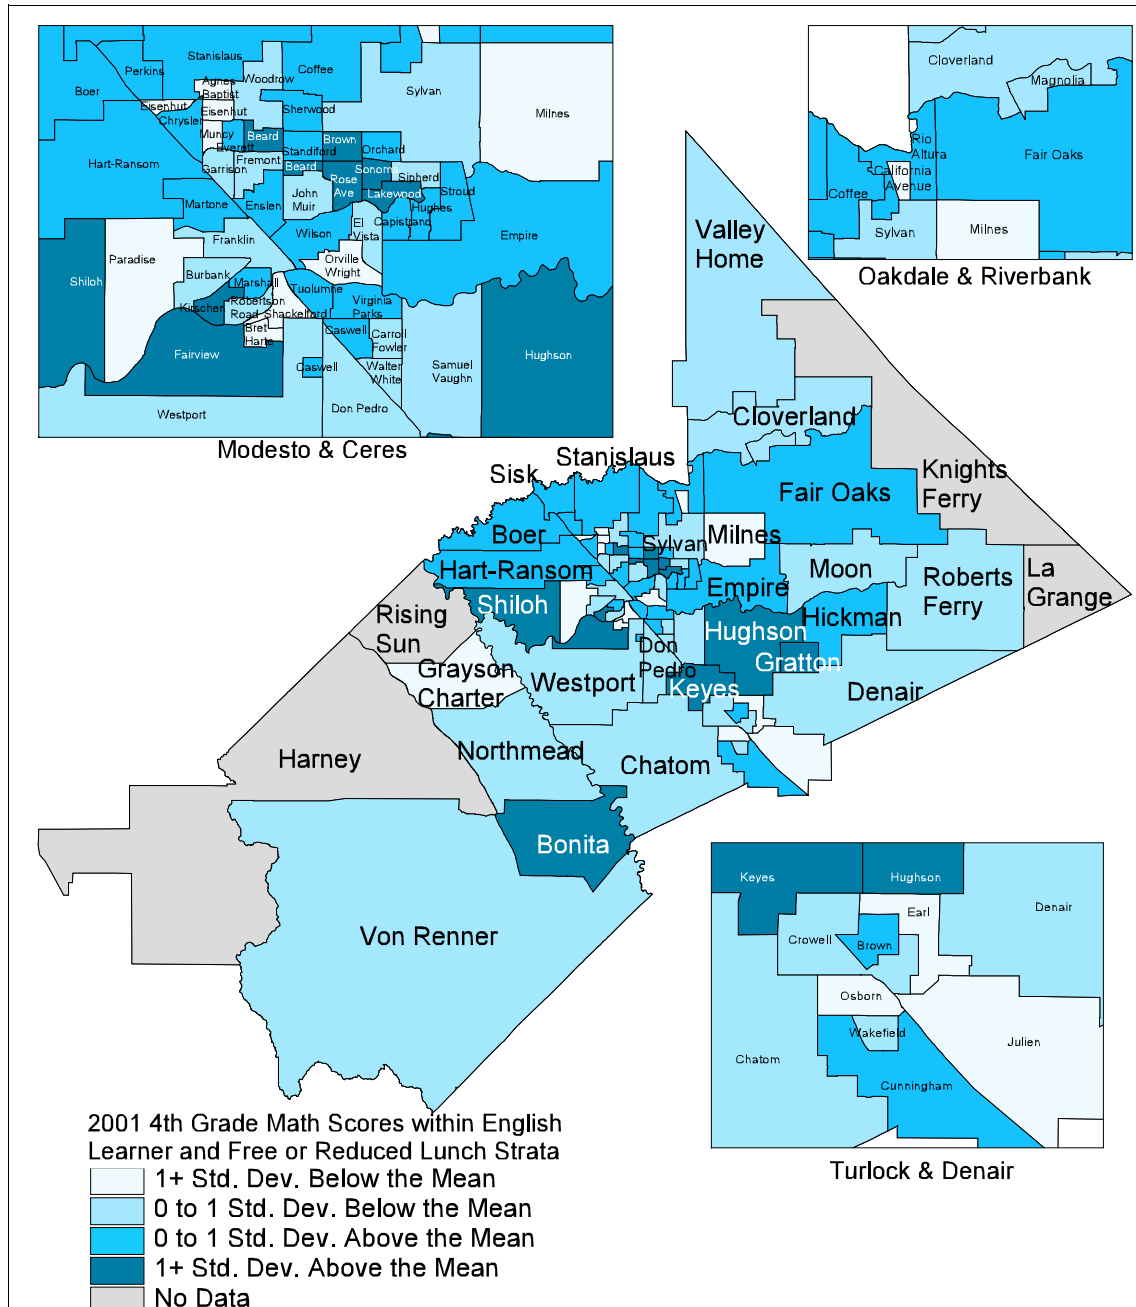 Stanislaus
Perkins
Boer
Agnes
Baptist
Woodrow
Coffee
Sylvan
Milnes
Eisenhut
Eisenhut
Chrysler
Sherwood
Muncy
Everett
Beard
Brown
Standiford
Orchard
Hart-Ransom
Garrison
Fremont
Beard
Sonoma
Sipherd
Rose
Ave
Lakewood
Stroud
John
Muir
Martone
Enslen
Hughes
El
Vista
Capistrano
Wilson
Empire
Franklin
Paradise
Orville
Wright
Shiloh
Burbank
Marshall
Tuolumne
Kirschen
Robertson
Road
Shackelford
Virginia
Parks
Bret
Harte
Caswell
Carroll
Fowler
Fairview
Caswell
Walter
White
Samuel
Vaughn
Hughson
Westport
Don Pedro
Modesto & Ceres
Cloverland
Magnolia
Rio
Altura
Fair Oaks
California
Avenue
Coffee
Sylvan
Milnes
Oakdale & Riverbank
Valley
Home
Cloverland
Stanislaus
Sisk
Fair Oaks
Knights
Ferry
Boer
Sylvan
Milnes
Hart-Ransom
Empire
Moon
Roberts
Ferry
La
Grange
Shiloh
Rising
Sun
Hickman
Hughson
Gratton
Grayson
Charter
Westport
Don
Pedro
Keyes
Denair
Harney
Northmead
Chatom
Bonita
Von Renner
Keyes
Hughson
Earl
Denair
Crowell
Brown
Osborn
Wakefield
Julien
Chatom
Cunningham
Turlock & Denair
2001 4th Grade Math Scores within English
Learner and Free or Reduced Lunch Strata
1+ Std. Dev. Below the Mean
0 to 1 Std. Dev. Below the Mean
0 to 1 Std. Dev. Above the Mean
1+ Std. Dev. Above the Mean
No Data